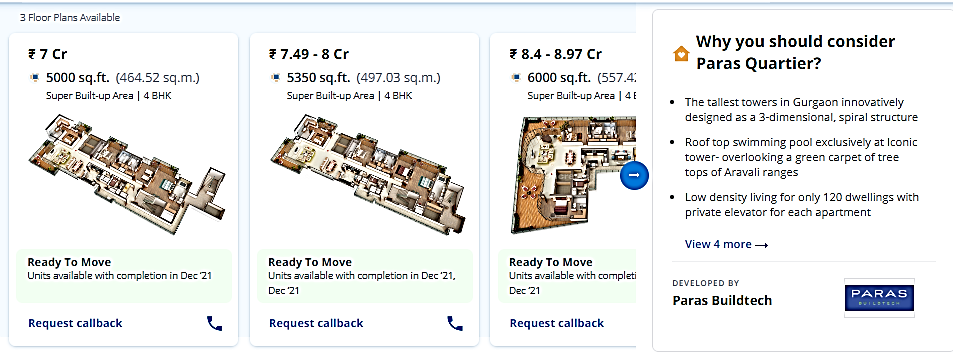 3 Floor Plans Available
₹ 7 Cr
5000 sq.ft. (464.52 sq.m.)
Super Built-up Area | 4 BHK
Ready To Move
Units available with completion in Dec '21
Request callback
₹ 7.49 - 8 Cr
5350 sq.ft. (497.03 sq.m.)
Super Built-up Area | 4 BHK
Ready To Move
Units available with completion in Dec '21,
Dec '21
Request callback
₹ 8.4 - 8.97 Cr
6000 sq.ft. (557.42
Super Built-up Area | 4 B
Ready To Move
Units available with completi
Dec '21
Request callback
Why you should consider
Paras Quartier?
The tallest towers in Gurgaon innovatively
designed as a 3-dimensional, spiral structure
Roof top swimming pool exclusively at Iconic
tower- overlooking a green carpet of tree
tops of Aravali ranges
Low density living for only 120 dwellings with
private elevator for each apartment
View 4 more
DEVELOPED BY
Paras Buildtech
PARAS
BUILDTECH